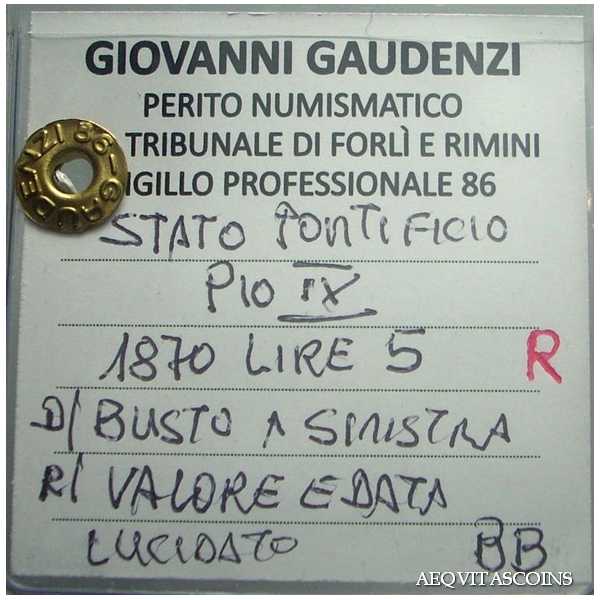 GIOVANNI GAUDENZI
PERITO NUMISMATICO
TRIBUNALE DI FORLÌ E RIMINI
IGILLO PROFESSIONALE 86
GAUDENZI 86-
STATO PONTIFICIO
PIO IX
1870 LIRE 5 R
D/ BUSTO A SINISTRA
R/ VALORE E DATA
LUCIDATO BB
AEQVITASCOINS